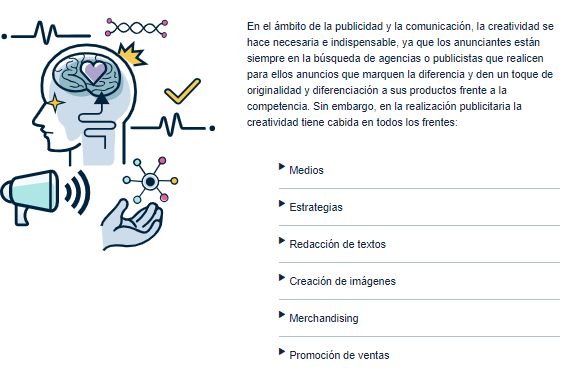 En el ámbito de la publicidad y la comunicación, la creatividad se
hace necesaria e indispensable, ya que los anunciantes están
siempre en la búsqueda de agencias o publicistas que realicen
para ellos anuncios que marquen la diferencia y den un toque de
originalidad y diferenciación a sus productos frente a la
competencia. Sin embargo, en la realización publicitaria la
creatividad tiene cabida en todos los frentes:
Medios
Estrategias
Redacción de textos
Creación de imágenes
Merchandising
Promoción de ventas